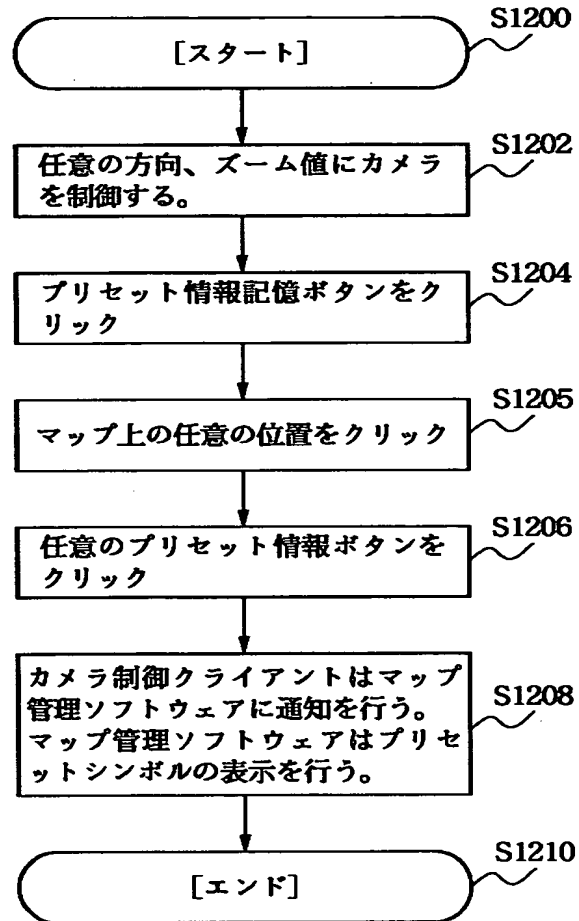 S1200
[スタート]
S1202
任意の方向、ズーム値にカメラ
を制御する。
S1204
プリセット情報記憶ボタンをク
リック
S1205
マップ上の任意の位置をクリック
S1206
任意のプリセット情報ボタンを
クリック
S1208
カメラ制御クライアントはマップ
管理ソフトウェアに通知を行う。
マップ管理ソフトウェアはプリセ
ットシンボルの表示を行う。
S1210
[エンド]